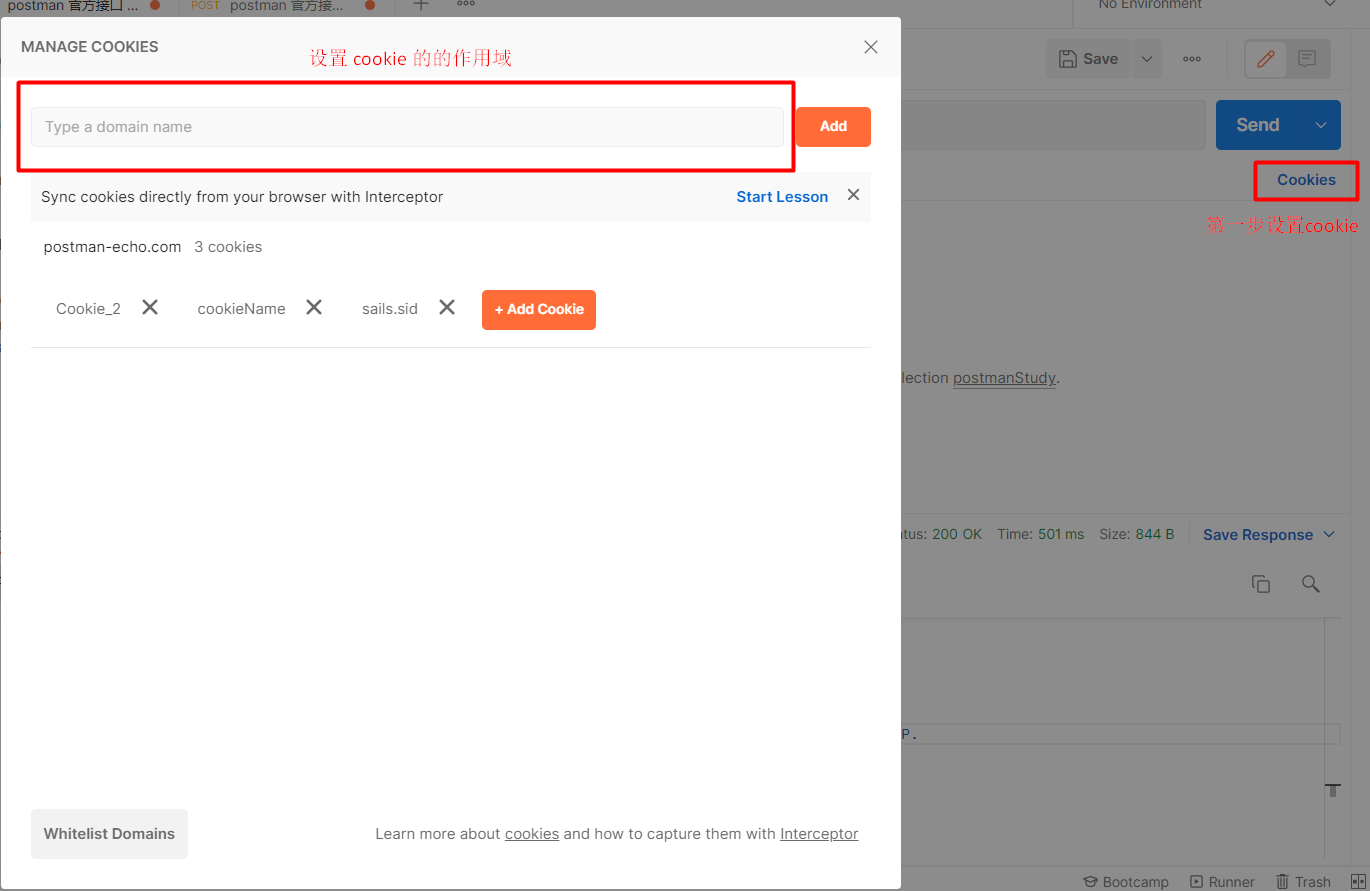 postman 官方接口 ...
POST postman 官方接...
No Environment
MANAGE COOKIES
设置 cookie 的的作用域
Save
Type a domain name
Add
Send
Cookies
Sync cookies directly from your browser with Interceptor
Start Lesson
第一步设置cookie
postman-echo.com 3 cookies
Cookie_2
cookieName
sails.sid
+ Add Cookie
lection postmanStudy.
atus: 200 OK Time: 501 ms Size: 844 B
Save Response
P.
Whitelist Domains
Learn more about cookies and how to capture them with Interceptor
Bootcamp
Runner
Trash